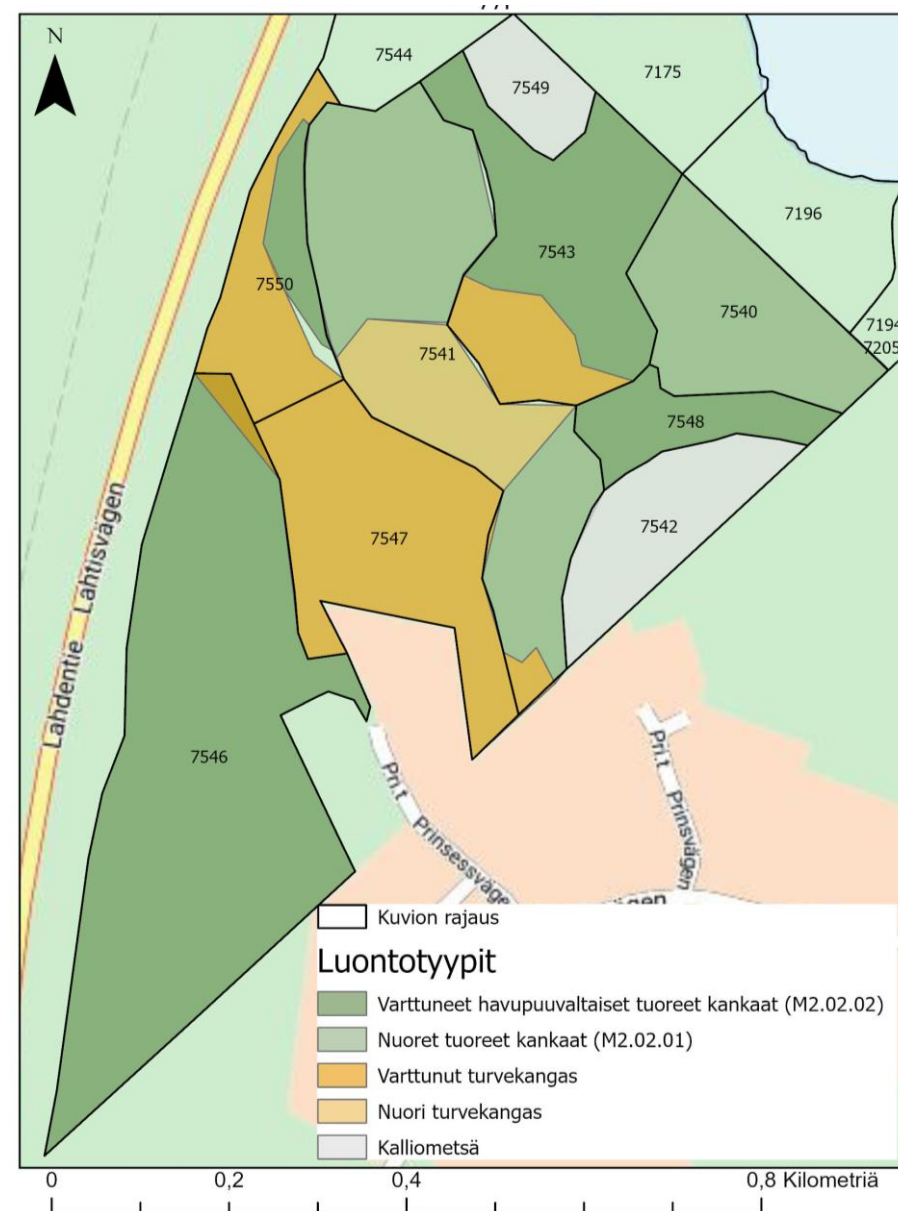 N
7544
7549
7175
7196
7543
7550
7540
7194
7205
7541
7548
7542
7547
7546
Lahdentie Lahtisvägen
Pri.t
Prinsessväge
Pri.t
Prinsvägen
Kuvion rajaus
Luontotyypit
Varttuneet havupuuvaltaiset tuoreet kankaat (M2.02.02)
Nuoret tuoreet kankaat (M2.02.01)
Varttunut turvekangas
Nuori turvekangas
Kalliometsä
0 0,2 0,4 0,8 Kilometriä